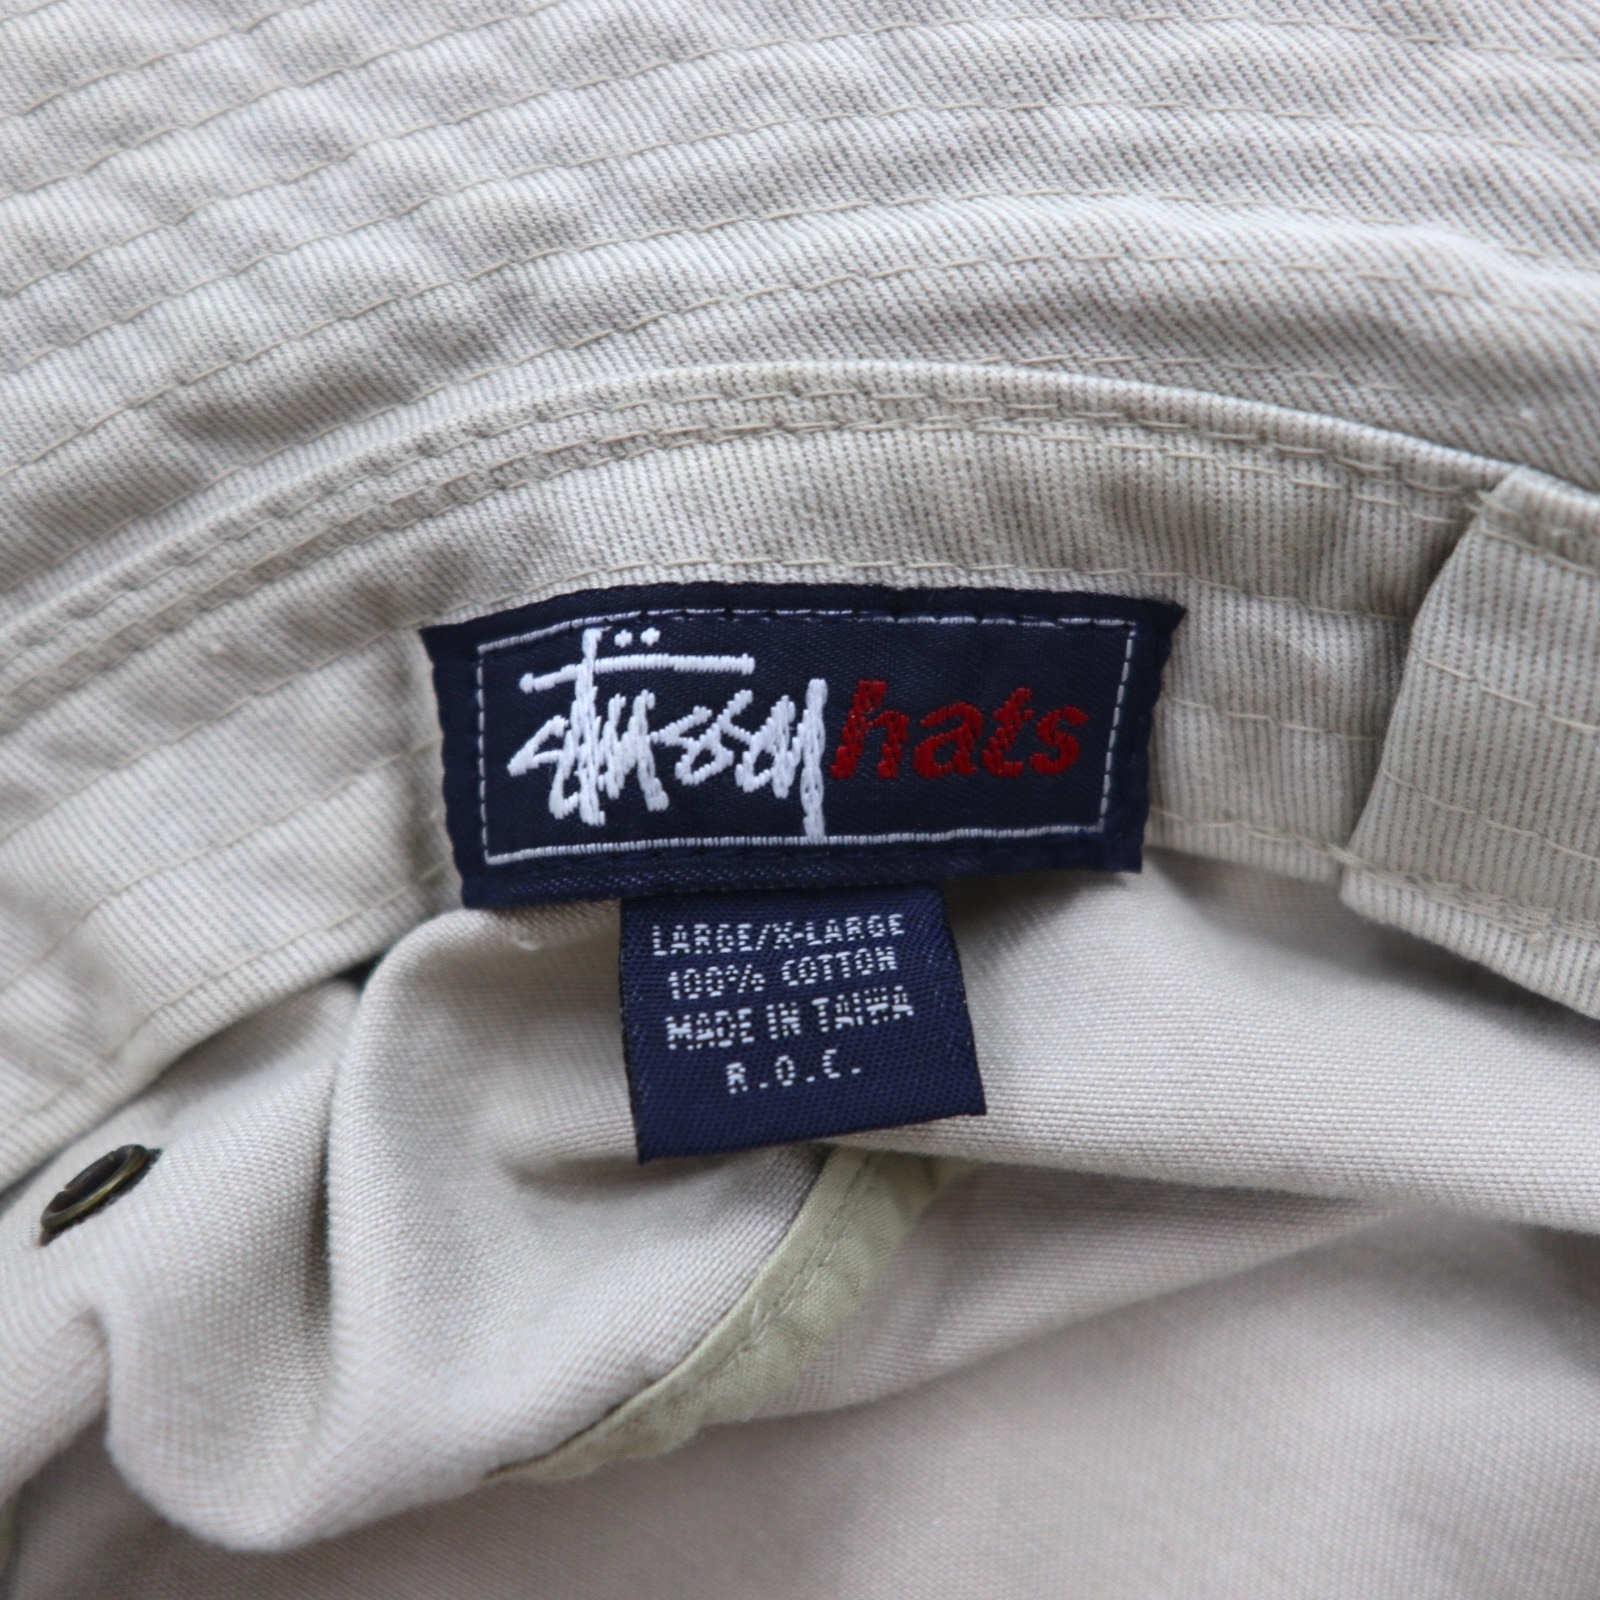 stüssy hats
LARGE/X-LARGE
100% COTTON
MADE IN TAIWA
R.O.C.